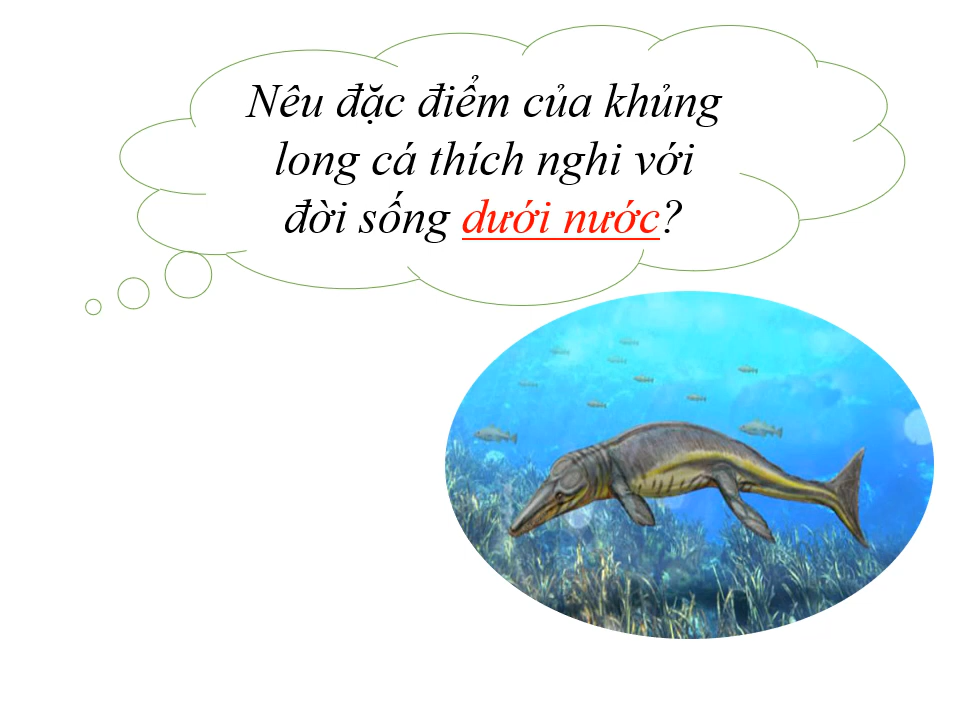 Nêu đặc điểm của khủng
long cá thích nghi với
đời sống dưới nước?